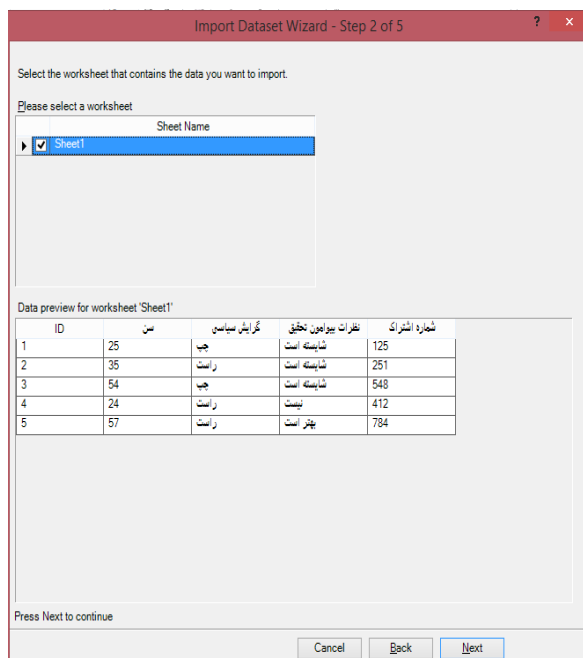 Import Dataset Wizard - Step 2 of 5
? ×
Select the worksheet that contains the data you want to import.
Please select a worksheet
Sheet Name
Sheet1
Data preview for worksheet 'Sheet1'
ID سن گرایش سیاسی نظرات بیرامون تحقیق شماره اشتراک
1 25 چپ شایسته است 125
2 35 راست شایسته است 251
3 54 چپ شایسته است 548
4 24 راست نیست 412
5 57 راست بهتر است 784
Press Next to continue
Cancel Back Next